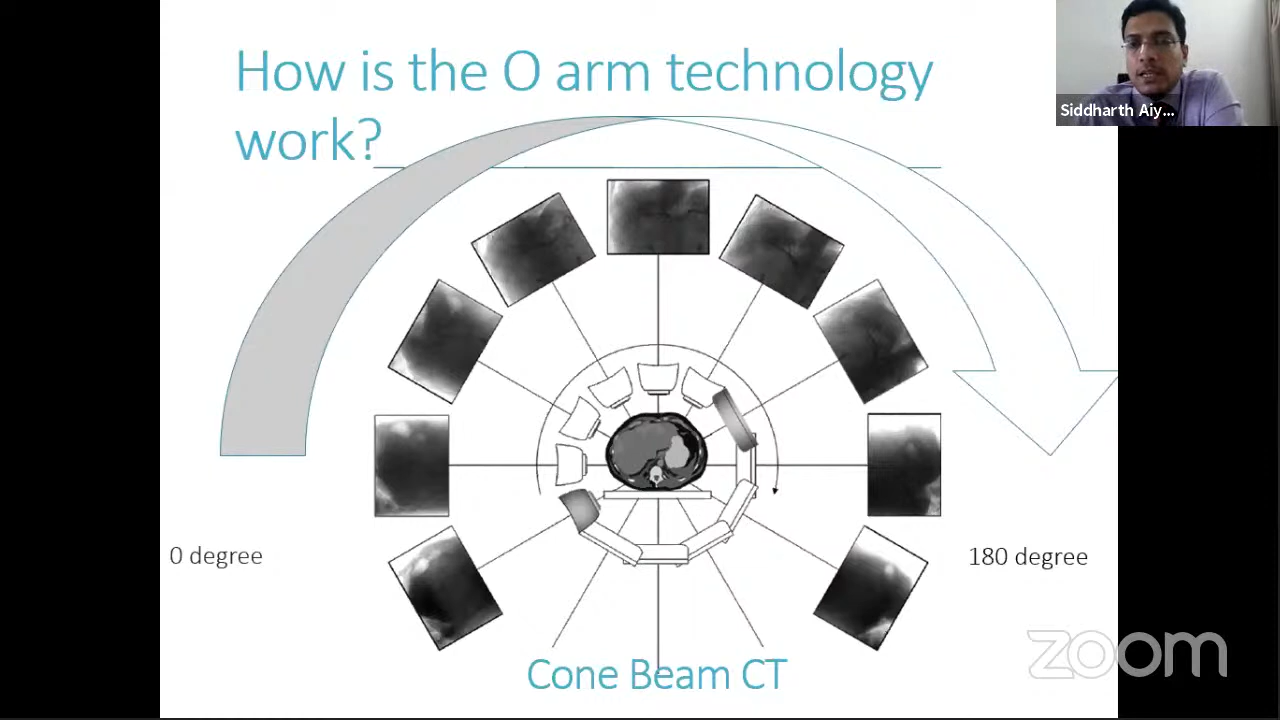 How is the O arm technology
work?
Siddharth Aiy...
0 degree
180 degree
Cone Beam CT
zoom